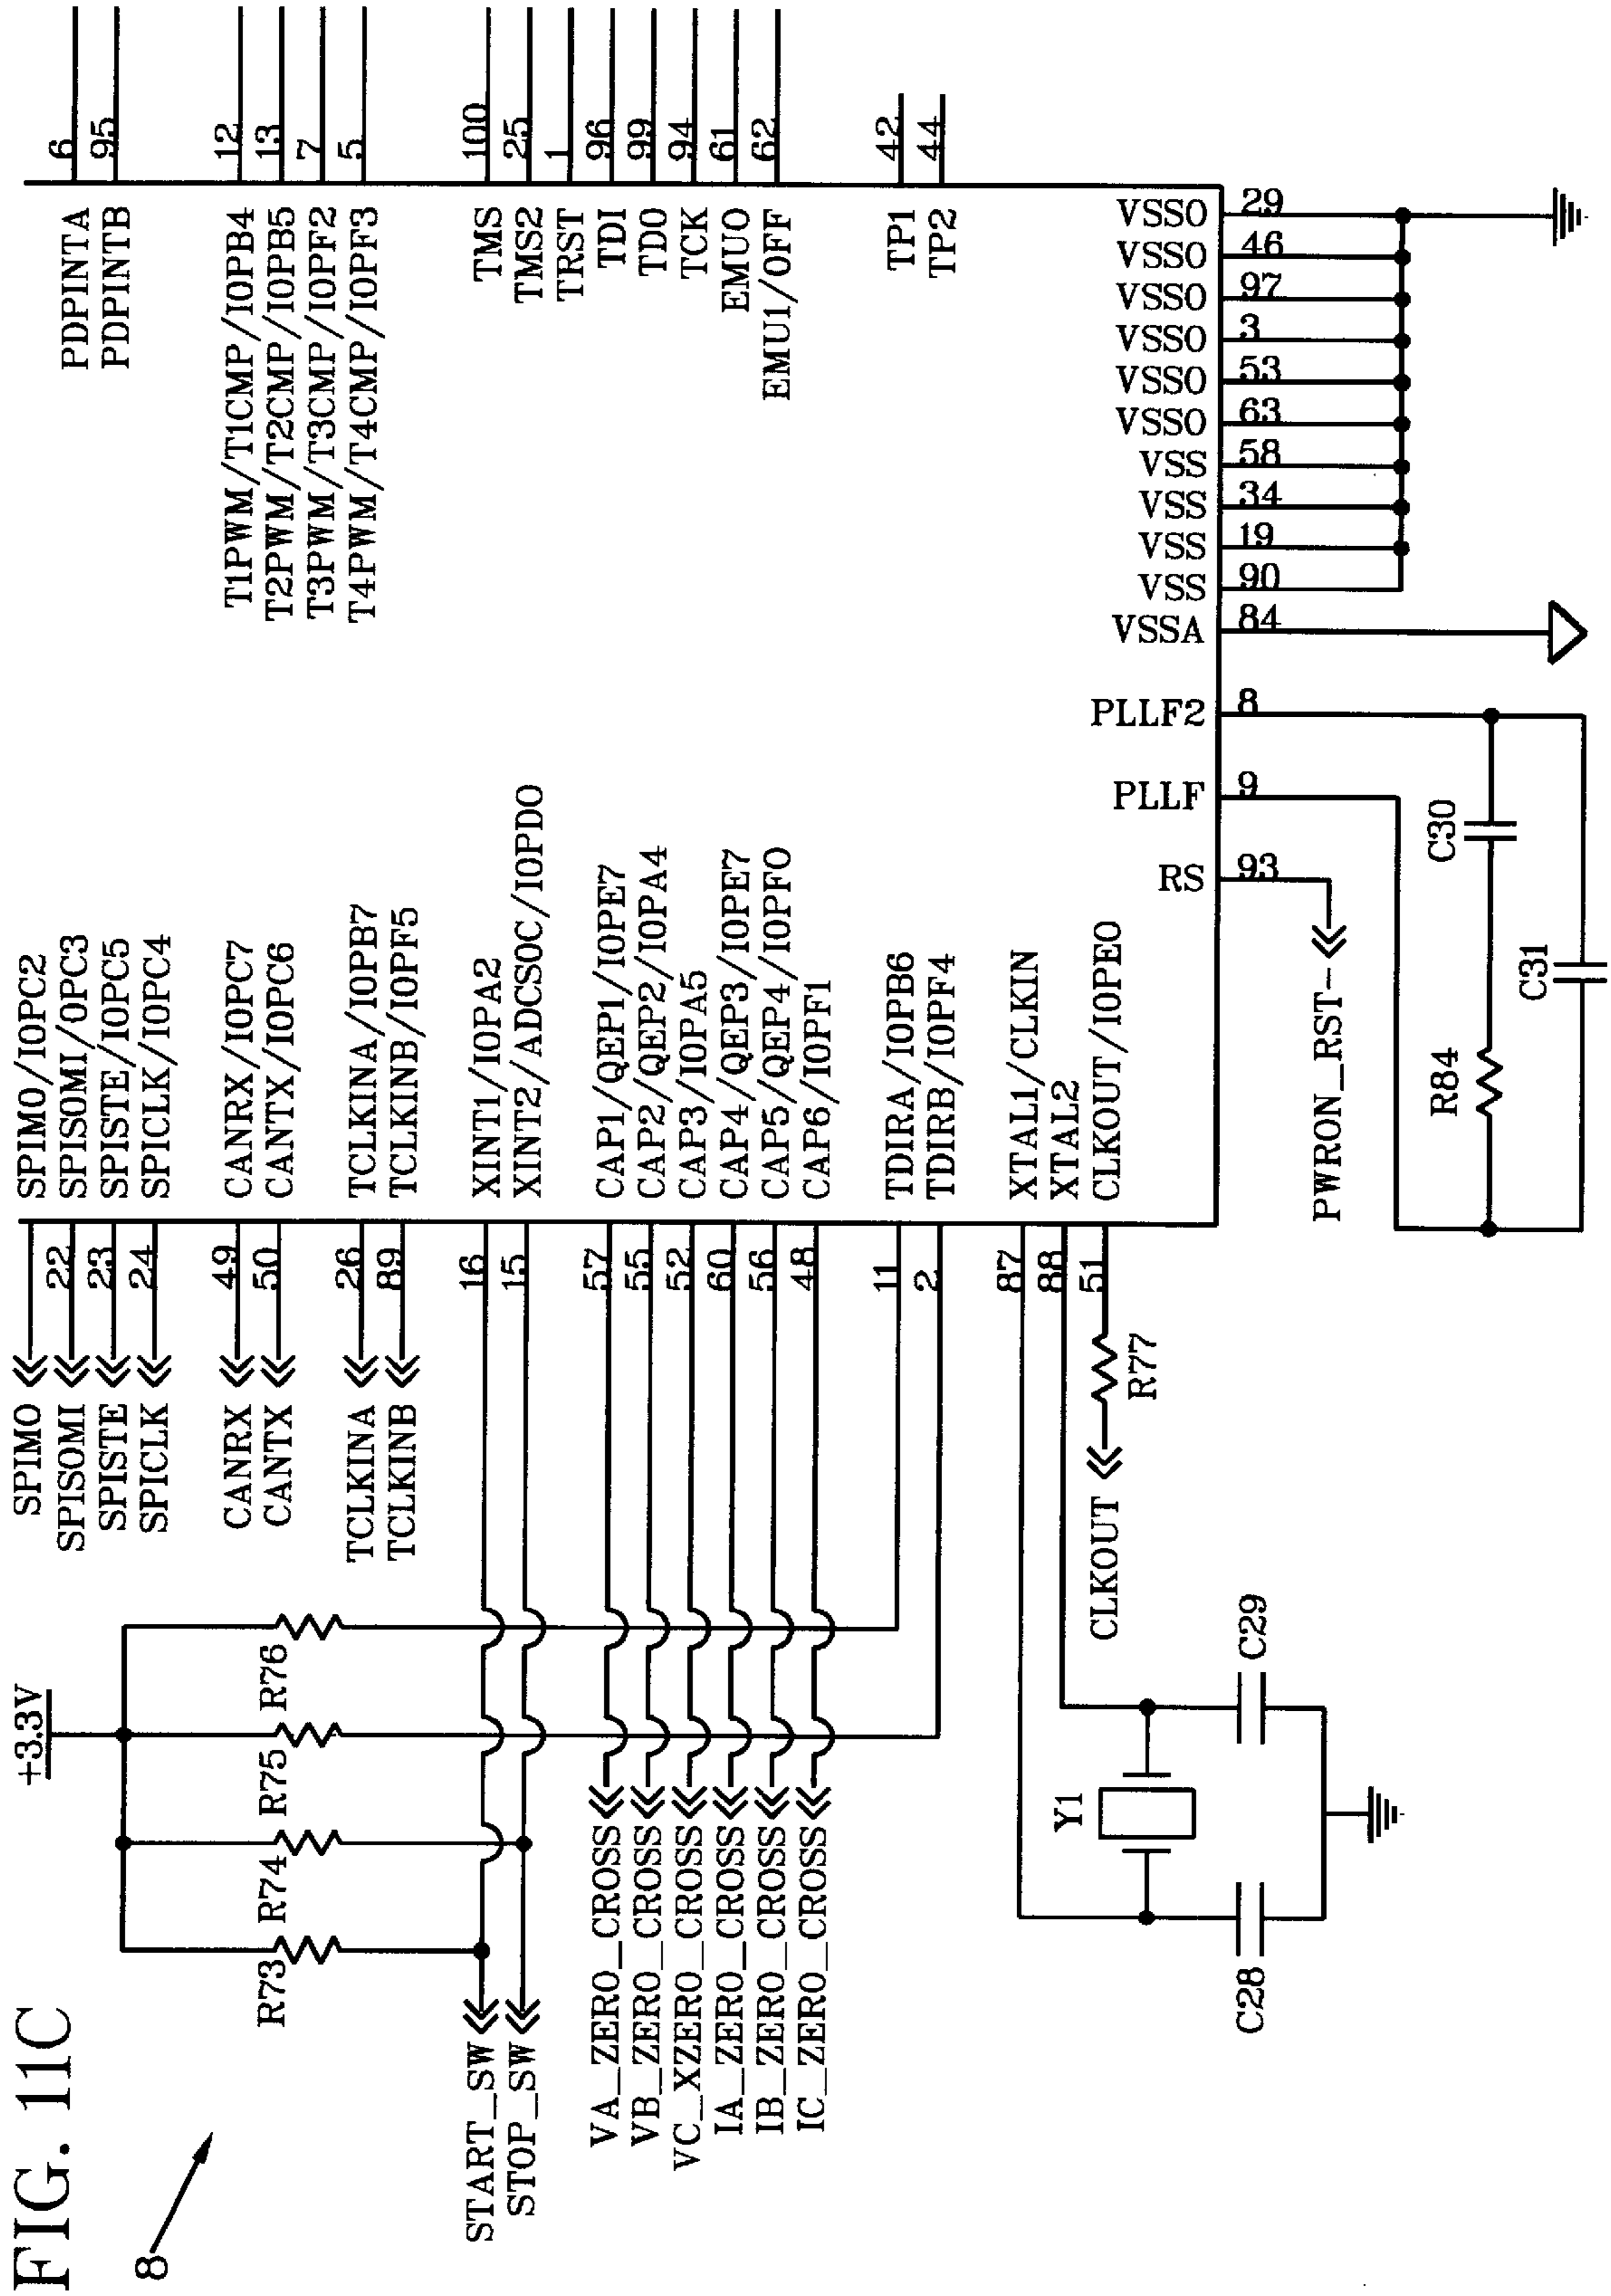 FIG. 11C
8
+3.3V
R73
R74
R75
R76
START_SW
STOP_SW
VA_ZERO_CROSS
VB_ZERO_CROSS
VC_XZERO_CROSS
IA_ZERO_CROSS
IB_ZERO_CROSS
IC_ZERO_CROSS
SPIMO
SPISOMI
SPISTE
SPICLK
CANRX
CANTX
TCLKINA
TCLKINB
CLKOUT
R77
Y1
C28
C29
22
23
24
49
50
26
89
16
15
57
55
52
60
56
48
11
2
87
88
51
SPIMO/IOPC2
SPISOMI/OPC3
SPISTE/IOPC5
SPICLK/IOPC4
CANRX/IOPC7
CANTX/IOPC6
TCLKINA/IOPB7
TCLKINB/IOPF5
XINT1/IOPA2
XINT2/ADCSOC/IOPDO
CAP1/QEP1/IOPE7
CAP2/QEP2/IOPA4
CAP3/IOPA5
CAP4/QEP3/IOPE7
CAP5/QEP4/IOPFO
CAP6/IOPF1
TDIRA/IOPB6
TDIRB/IOPF4
XTAL1/CLKIN
XTAL2
CLKOUT/IOPEO
PDPINTA 6
PDPINTB 95
T1PWM/T1CMP/IOPB4 12
T2PWM/T2CMP/IOPB5 13
T3PWM/T3CMP/IOPF2 7
T4PWM/T4CMP/IOPF3 5
TMS 100
TMS2 25
TRST 1
TDI 96
TDO 99
TCK 94
EMUO 61
EMU1/OFF 62
TP1 42
TP2 44
RS 93
PLLF 9
PLLF2 8
VSSA 84
VSS 90
VSS 19
VSS 34
VSS 58
VSSO 63
VSSO 53
VSSO 3
VSSO 97
VSSO 46
VSSO 29
PWRON_RST-
R84
C30
C31